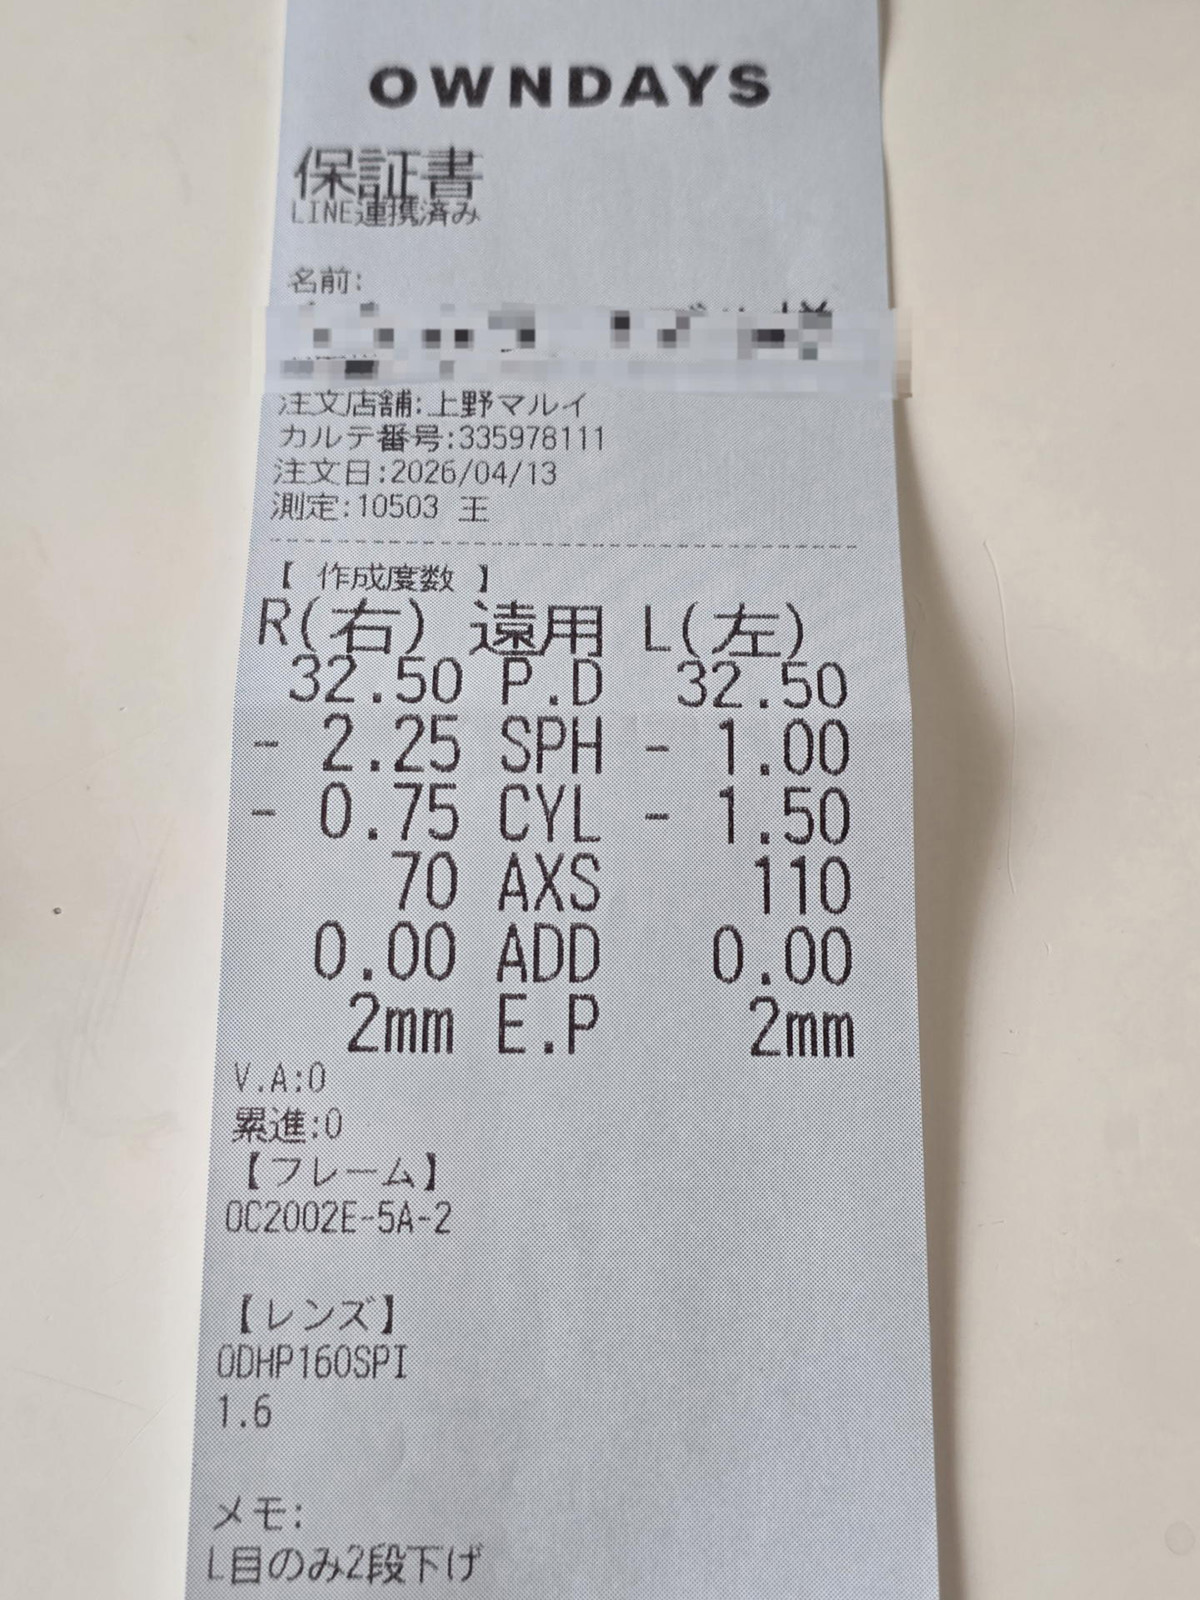 OWNDAYS
保証書
LINE連携済み
名前:
注文店舗:上野マルイ
カルテ番号:335978111
注文日:2026/04/13
測定:10503 王
【 作成度数 】
R(右) 遠用 L(左)
32.50 P.D 32.50
- 2.25 SPH - 1.00
- 0.75 CYL - 1.50
70 AXS 110
0.00 ADD 0.00
2mm E.P 2mm
V.A:0
累進:0
【フレーム】
OC2002E-5A-2
【レンズ】
ODHP160SPI
1.6
メモ:
L目のみ2段下げ